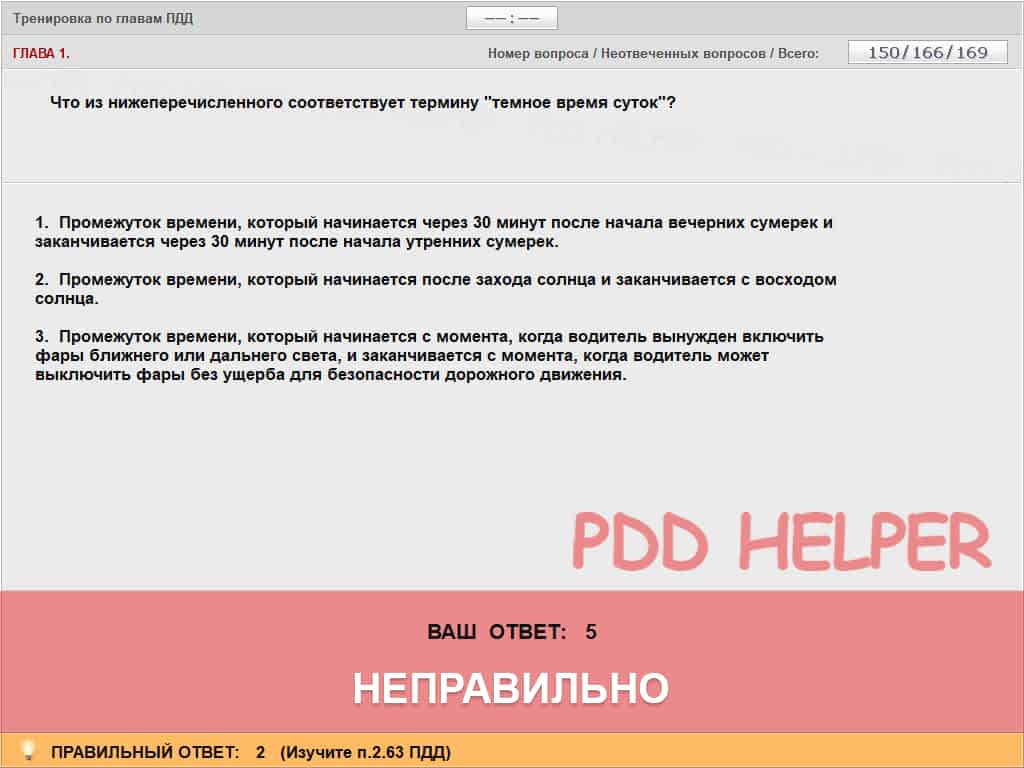 Тренировка по главам ПДД
–– : ––
ГЛАВА 1.
Номер вопроса / Неотвеченных вопросов / Всего:
150/166/169
Что из нижеперечисленного соответствует термину "темное время суток"?
1. Промежуток времени, который начинается через 30 минут после начала вечерних сумерек и
заканчивается через 30 минут после начала утренних сумерек.
2. Промежуток времени, который начинается после захода солнца и заканчивается с восходом
солнца.
3. Промежуток времени, который начинается с момента, когда водитель вынужден включить
фары ближнего или дальнего света, и заканчивается с момента, когда водитель может
выключить фары без ущерба для безопасности дорожного движения.
PDD HELPER
ВАШ ОТВЕТ: 5
НЕПРАВИЛЬНО
ПРАВИЛЬНЫЙ ОТВЕТ: 2 (Изучите п.2.63 ПДД)